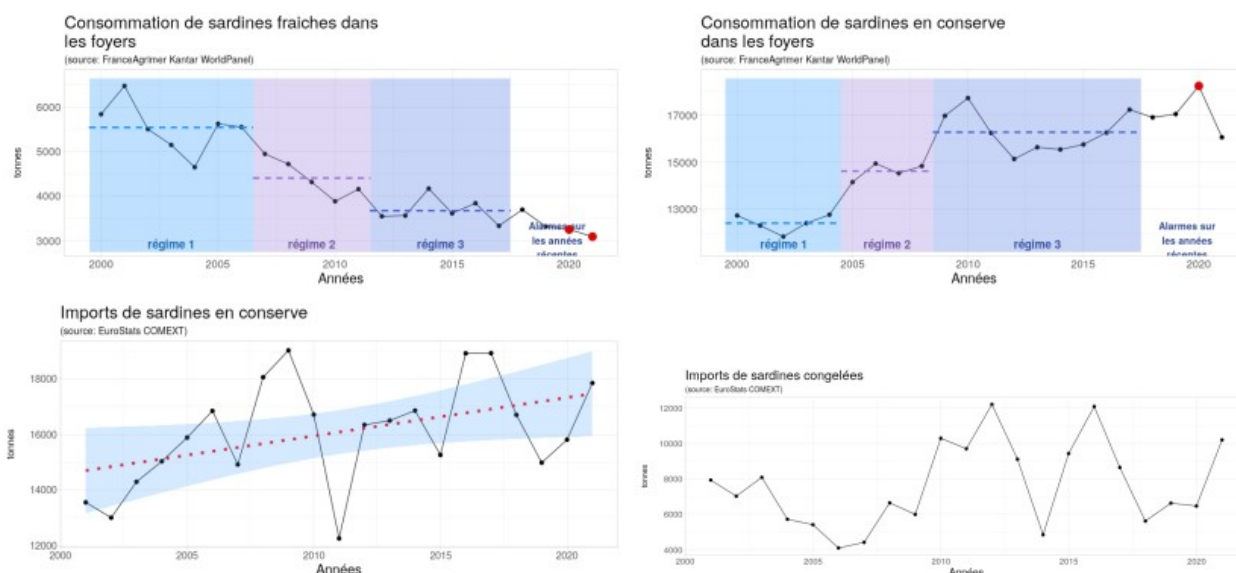 Consommation de sardines fraiches dans
les foyers
(source: FranceAgrimer Kantar WorldPanel)
tonnes
6000
5000
4000
3000
régime 1
régime 2
régime 3
Alarmes sur
les années
récentes
2000
2005
2010
2015
2020
Années
Consommation de sardines en conserve
dans les foyers
(source: FranceAgrimer Kantar WorldPanel)
tonnes
17000
15000
13000
régime 1
régime 2
régime 3
Alarmes sur
les années
récentes
2000
2005
2010
2015
2020
Années
Imports de sardines en conserve
(source: EuroStats COMEXT)
tonnes
18000
16000
14000
12000
2000
2005
2010
2015
2020
Années
Imports de sardines congelées
(source: EuroStats COMEXT)
tonnes
12000
10000
8000
6000
4000
2000
2005
2010
2015
2020
Années